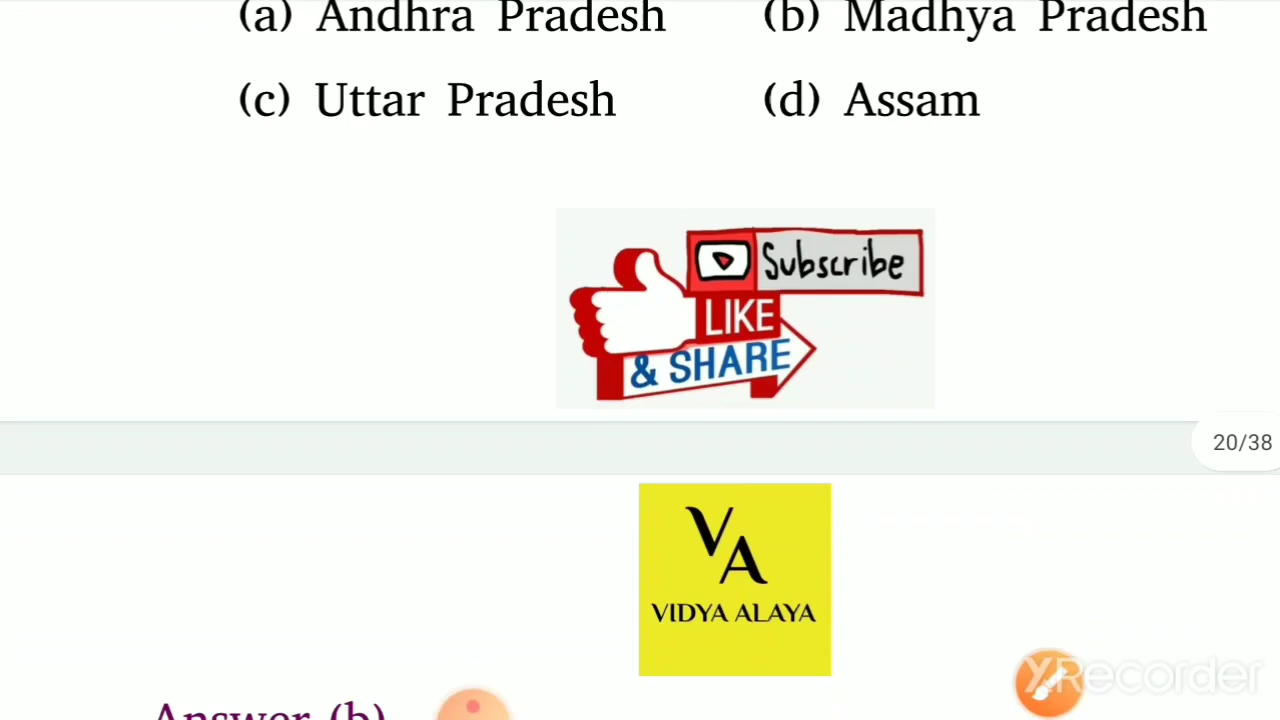 (a) Andhra Pradesh (b) Madhya Pradesh
(c) Uttar Pradesh (d) Assam
Subscribe
LIKE
& SHARE
20/38
VA
VIDYA ALAYA
XRecorder
Answer (b)